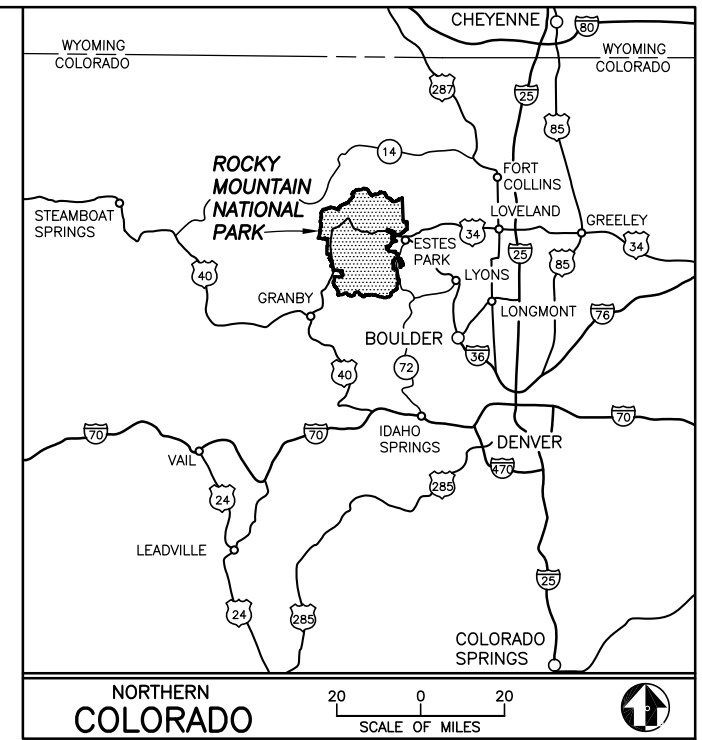 CHEYENNE
80
WYOMING
COLORADO
WYOMING
COLORADO
287
25
85
14
ROCKY
MOUNTAIN
NATIONAL
PARK
FORT
COLLINS
STEAMBOAT
SPRINGS
LOVELAND
GREELEY
34
ESTES
PARK
25
34
85
40
LYONS
GRANBY
LONGMONT
76
BOULDER
36
72
40
70
70
70
IDAHO
SPRINGS
DENVER
VAIL
470
285
24
LEADVILLE
25
24
285
COLORADO
SPRINGS
NORTHERN
COLORADO
20 0 20
SCALE OF MILES